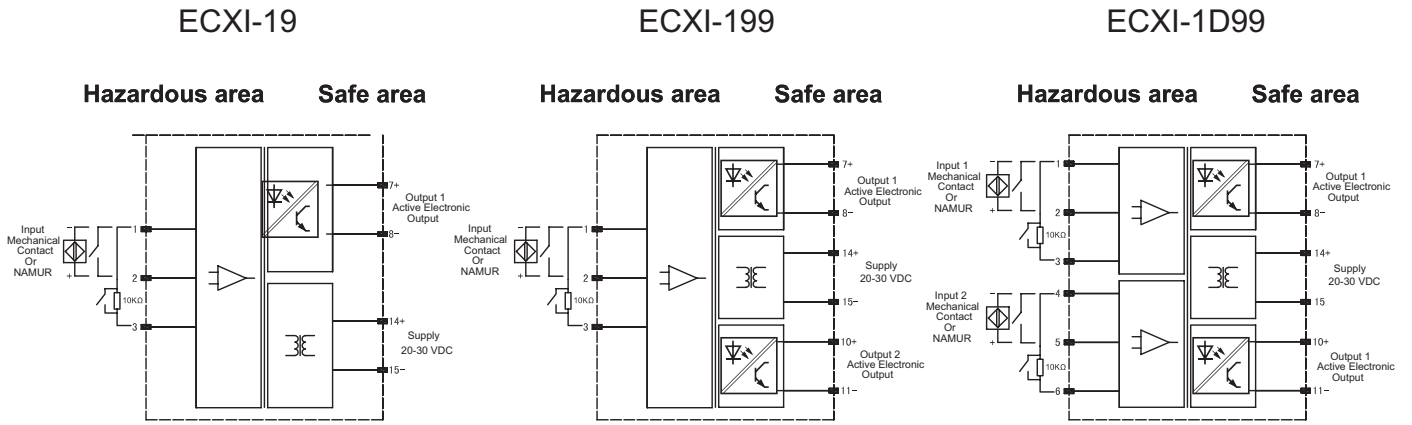 ECXI-19
Hazardous area Safe area
Input
Mechanical
Contact
Or
NAMUR
-
+
1
2
3
10KΩ
7+
8-
Output 1
Active Electronic
Output
14+
Supply
20-30 VDC
15-
ECXI-199
Hazardous area Safe area
Input
Mechanical
Contact
Or
NAMUR
-
+
1
2
3
10KΩ
7+
Output 1
Active Electronic
Output
8-
14+
Supply
20-30 VDC
15-
10+
Output 2
Active Electronic
Output
11-
ECXI-1D99
Hazardous area Safe area
Input 1
Mechanical
Contact
Or
NAMUR
-
+
1
2
10KΩ
3
Input 2
Mechanical
Contact
Or
NAMUR
-
+
4
5
10KΩ
6
7+
Output 1
Active Electronic
Output
8-
14+
Supply
20-30 VDC
15
10+
Output 1
Active Electronic
Output
11-